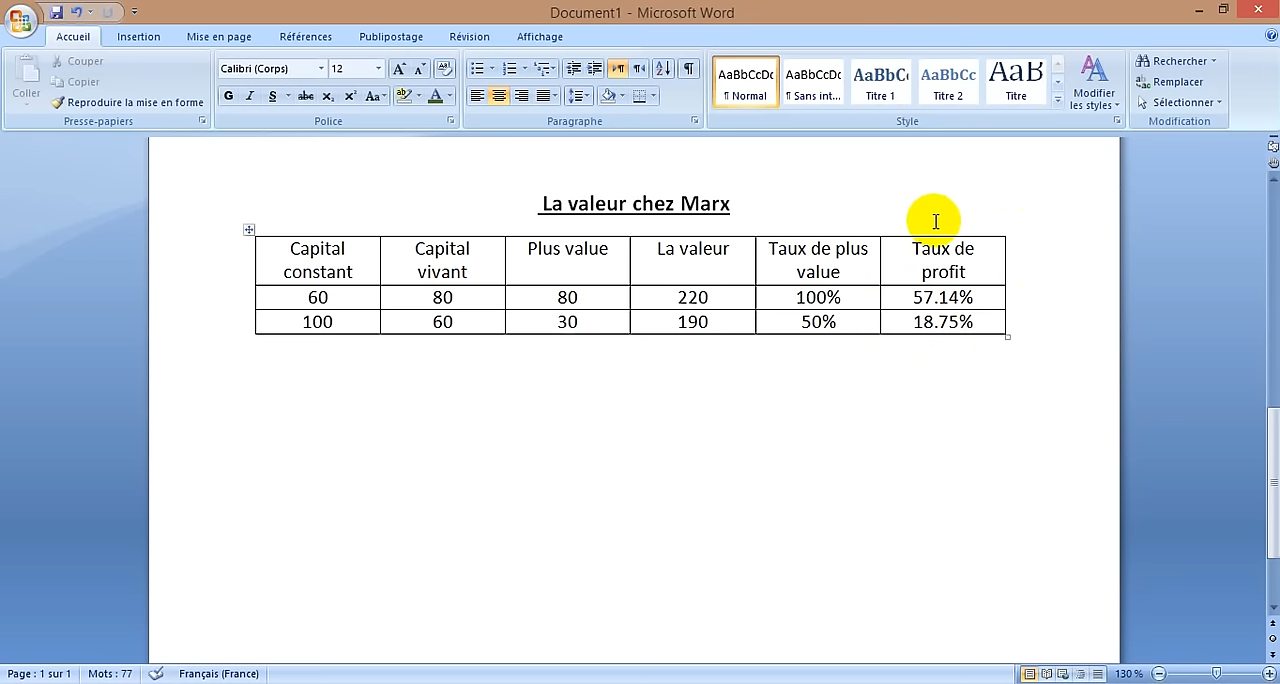 Document1 - Microsoft Word
Accueil Insertion Mise en page Références Publipostage Révision Affichage
Coller
Couper
Copier
Reproduire la mise en forme
Presse-papiers
Calibri (Corps) 12
G I S abc X₂ X² Aa A
Police
Paragraphe
AaBbCcDc AaBbCcDc AaBbC AaBbCc AaB
¶ Normal ¶ Sans int... Titre 1 Titre 2 Titre
Style
Modifier
les styles
Rechercher
Remplacer
Sélectionner
Modification
La valeur chez Marx
Capital constant Capital vivant Plus value La valeur Taux de plus value Taux de profit
60 80 80 220 100% 57.14%
100 60 30 190 50% 18.75%
Page : 1 sur 1 Mots : 77 Français (France) 130 %